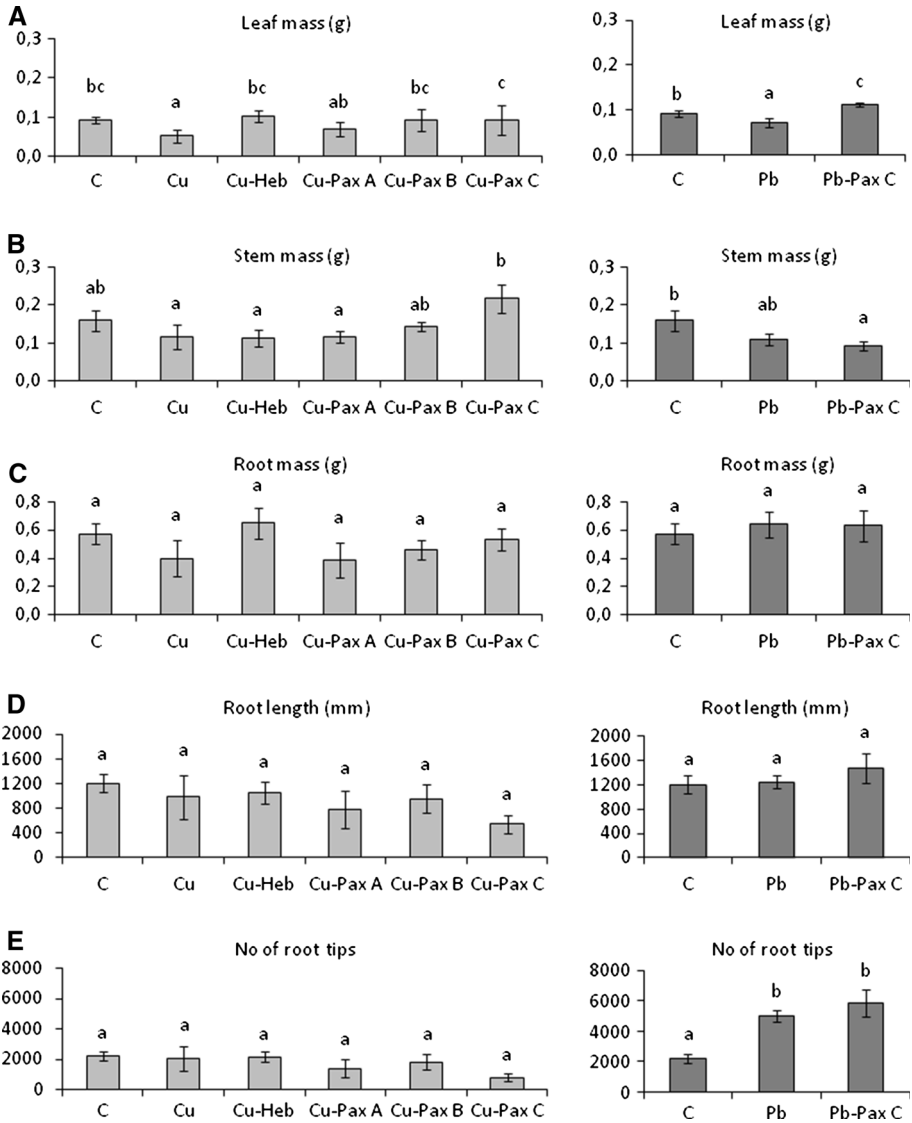 A
Leaf mass (g)
0,3
0,2
0,1
0,0
bc
a
bc
ab
bc
c
C Cu Cu-Heb Cu-Pax A Cu-Pax B Cu-Pax C
Leaf mass (g)
0,3
0,2
0,1
0,0
b
a
c
C Pb Pb-Pax C
B
Stem mass (g)
0,3
0,2
0,1
0,0
ab
a
a
a
ab
b
C Cu Cu-Heb Cu-Pax A Cu-Pax B Cu-Pax C
Stem mass (g)
0,3
0,2
0,1
0,0
b
ab
a
C Pb Pb-Pax C
C
Root mass (g)
0,8
0,6
0,4
0,2
0,0
a
a
a
a
a
a
C Cu Cu-Heb Cu-Pax A Cu-Pax B Cu-Pax C
Root mass (g)
0,8
0,6
0,4
0,2
0,0
a
a
a
C Pb Pb-Pax C
D
Root length (mm)
2000
1600
1200
800
400
0
a
a
a
a
a
a
C Cu Cu-Heb Cu-Pax A Cu-Pax B Cu-Pax C
Root length (mm)
2000
1600
1200
800
400
0
a
a
a
C Pb Pb-Pax C
E
No of root tips
8000
6000
4000
2000
0
a
a
a
a
a
a
C Cu Cu-Heb Cu-Pax A Cu-Pax B Cu-Pax C
No of root tips
8000
6000
4000
2000
0
a
b
b
C Pb Pb-Pax C